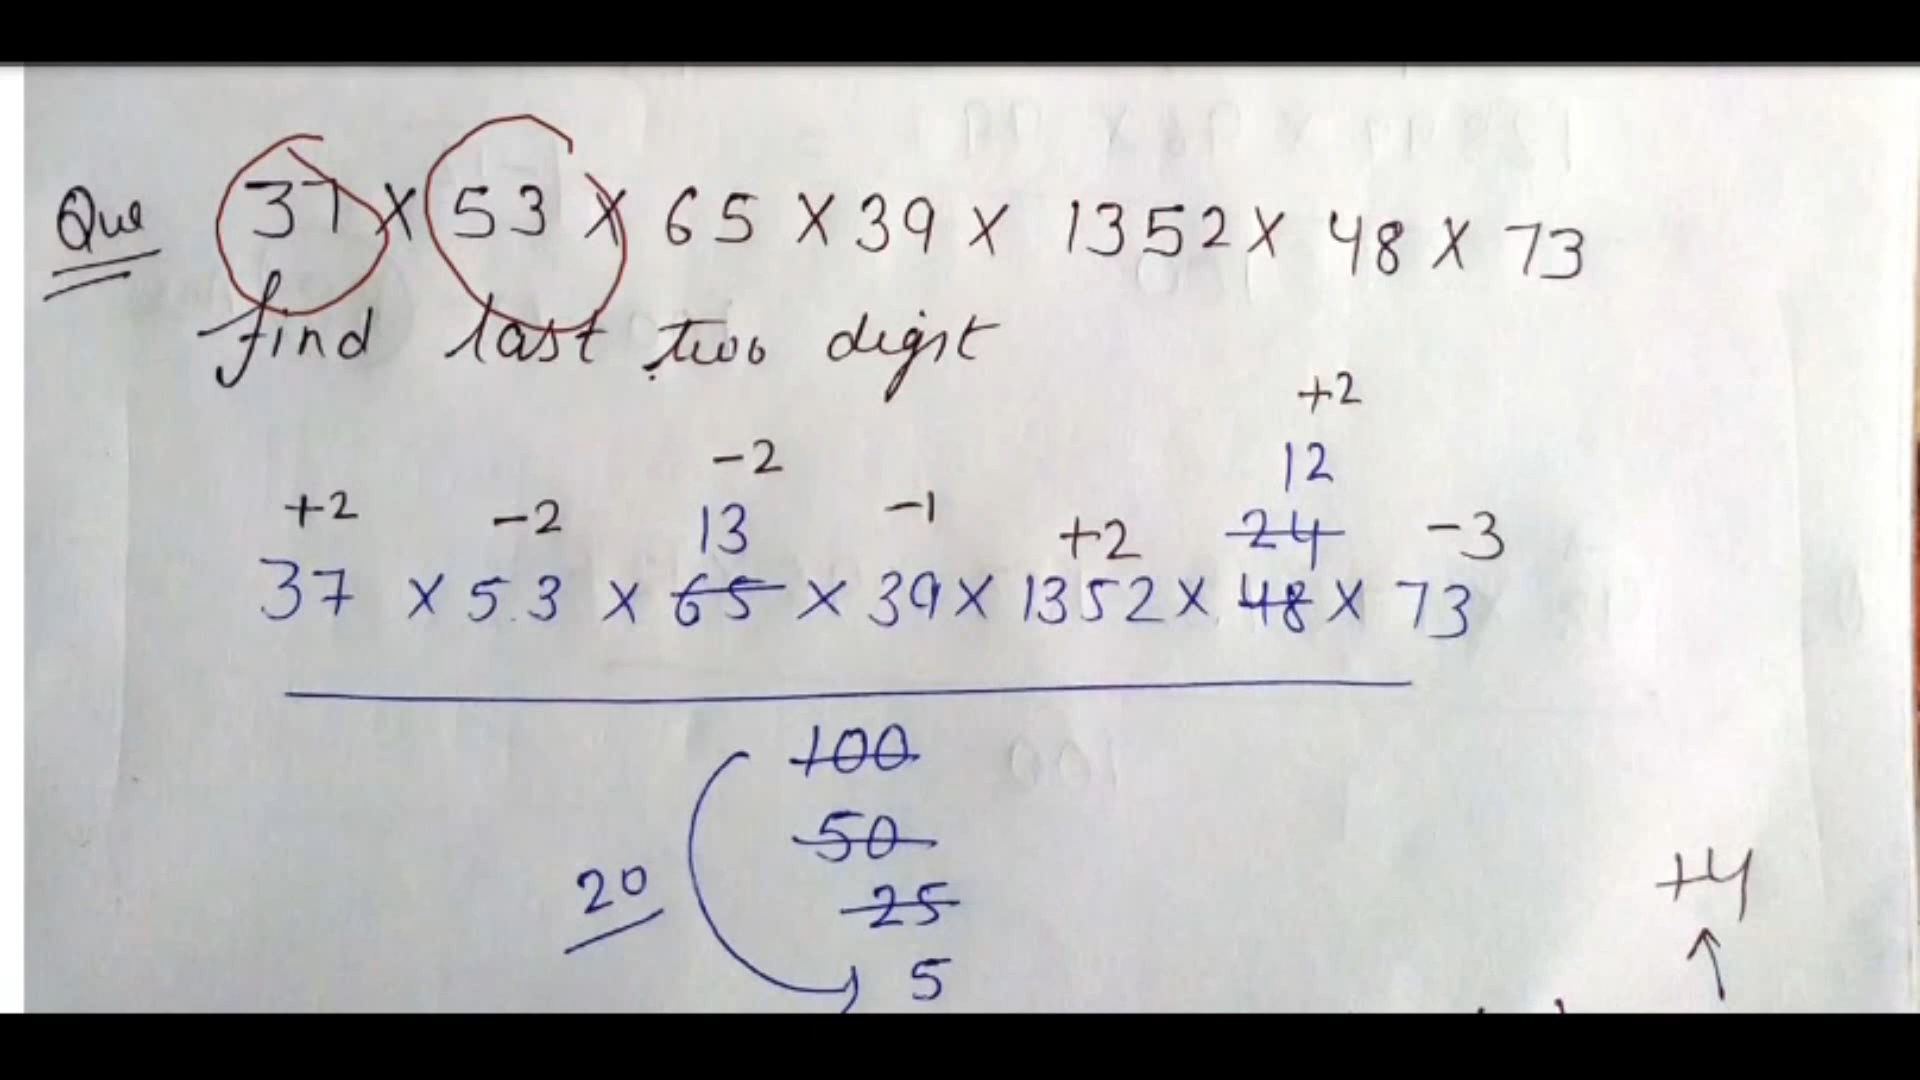 Que 37 X 53 X 65 X 39 X 1352 X 48 X 73
find last two digit
+2
-2 12
+2 -2 13 -1 +2 24 -3
37 X 53 X 65 X 39 X 1352 X 48 X 73
100
50
20 25 +4
5 ↑